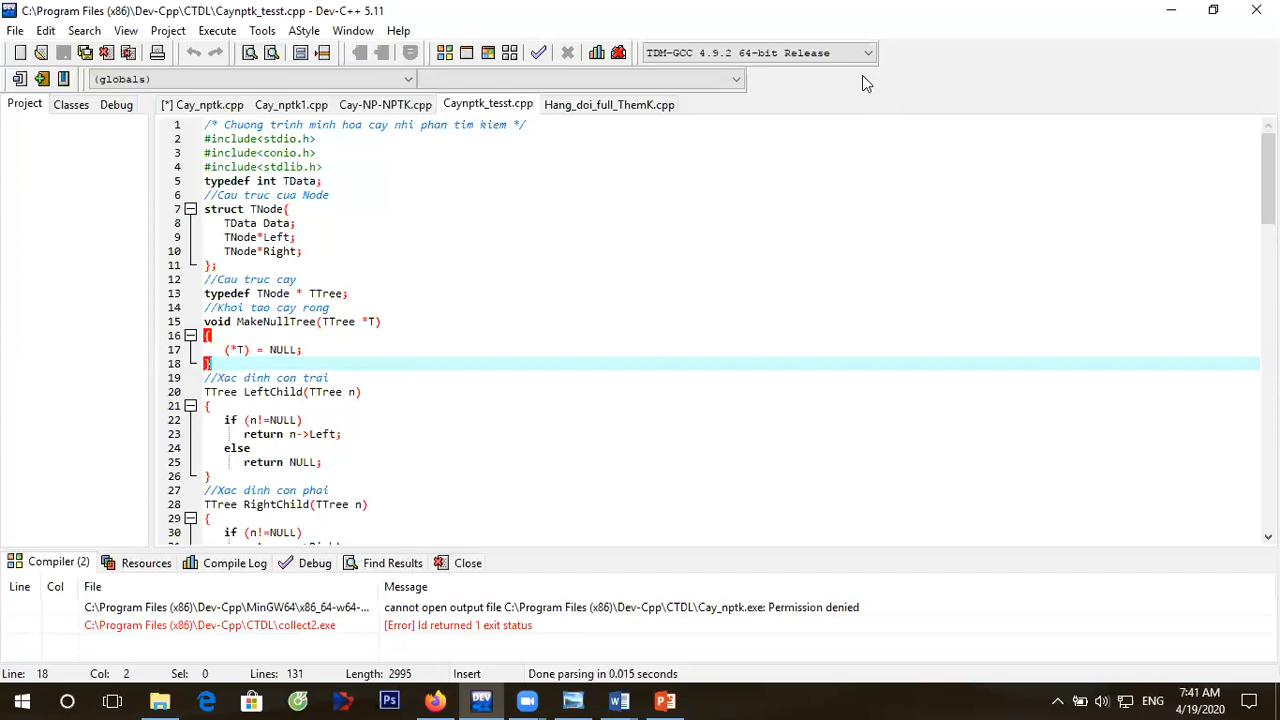 C:\Program Files (x86)\Dev-Cpp\CTDL\Caynptk_tesst.cpp - Dev-C++ 5.11
File Edit Search View Project Execute Tools AStyle Window Help
TDM-GCC 4.9.2 64-bit Release
(globals)
Project Classes Debug
[*] Cay_nptk.cpp Cay_nptk1.cpp Cay-NP-NPTK.cpp Caynptk_tesst.cpp Hang_doi_full_ThemK.cpp
1 /* Chuong trinh minh hoa cay nhi phan tim kiem */
2 #include<stdio.h>
3 #include<conio.h>
4 #include<stdlib.h>
5 typedef int TData;
6 //Cau truc cua Node
7 struct TNode{
8 TData Data;
9 TNode*Left;
10 TNode*Right;
11 };
12 //Cau truc cay
13 typedef TNode * TTree;
14 //Khoi tao cay rong
15 void MakeNullTree(TTree *T)
16 {
17 (*T) = NULL;
18 }
19 //Xac dinh con trai
20 TTree LeftChild(TTree n)
21 {
22 if (n!=NULL)
23 return n->Left;
24 else
25 return NULL;
26 }
27 //Xac dinh con phai
28 TTree RightChild(TTree n)
29 {
30 if (n!=NULL)
Compiler (2) Resources Compile Log Debug Find Results Close
Line Col File Message
C:\Program Files (x86)\Dev-Cpp\MinGW64\x86_64-w64-... cannot open output file C:\Program Files (x86)\Dev-Cpp\CTDL\Cay_nptk.exe: Permission denied
C:\Program Files (x86)\Dev-Cpp\CTDL\collect2.exe [Error] ld returned 1 exit status
Line: 18 Col: 2 Sel: 0 Lines: 131 Length: 2995 Insert Done parsing in 0.015 seconds
DEV
Ps
ENG
7:41 AM
4/19/2020